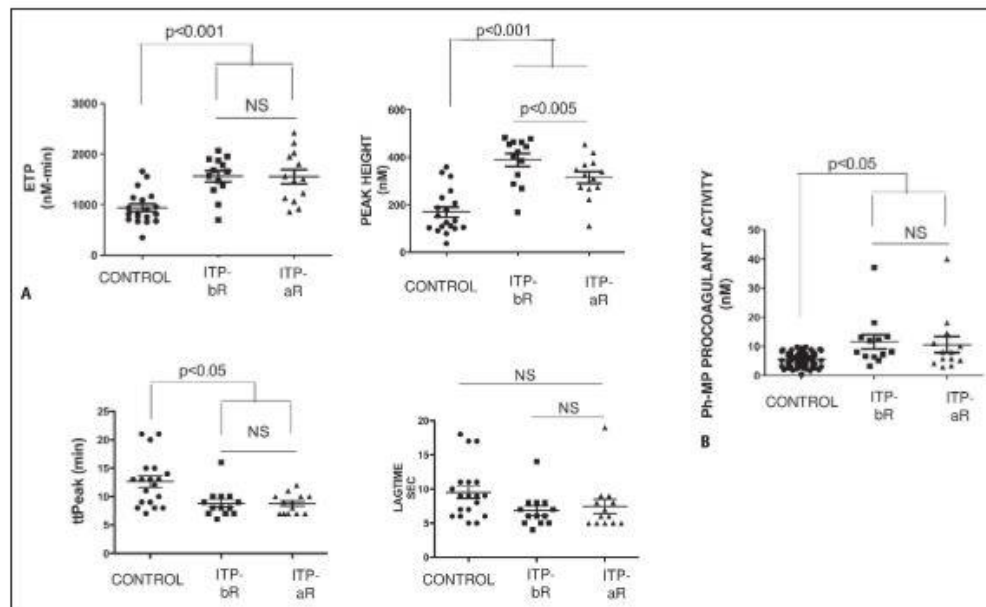 p<0.001
NS
ETP
(nM-min)
3000
2000
1000
0
CONTROL
ITP-
bR
ITP-
aR
A
p<0.001
p<0.005
PEAK HEIGHT
(nM)
600
400
200
0
CONTROL
ITP-
bR
ITP-
aR
p<0.05
NS
Ph-MP PROCOAGULANT ACTIVITY
(nM)
50
40
30
20
10
0
CONTROL
ITP-
bR
ITP-
aR
B
p<0.05
NS
ttPeak (min)
25
20
15
10
5
0
CONTROL
ITP-
bR
ITP-
aR
NS
NS
LAGTIME
SEC
20
15
10
5
0
CONTROL
ITP-
bR
ITP-
aR